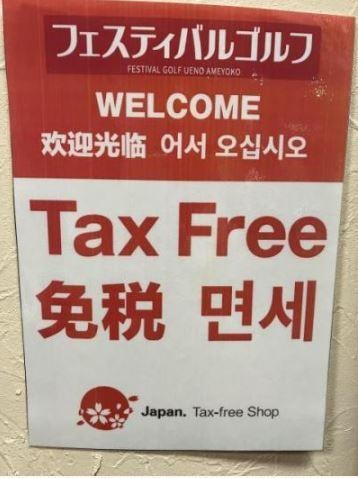 フェスティバルゴルフ
FESTIVAL GOLF UENO AMEYOKO
WELCOME
欢迎光临 어서 오십시오
Tax Free
免税 면세
Japan. Tax-free Shop